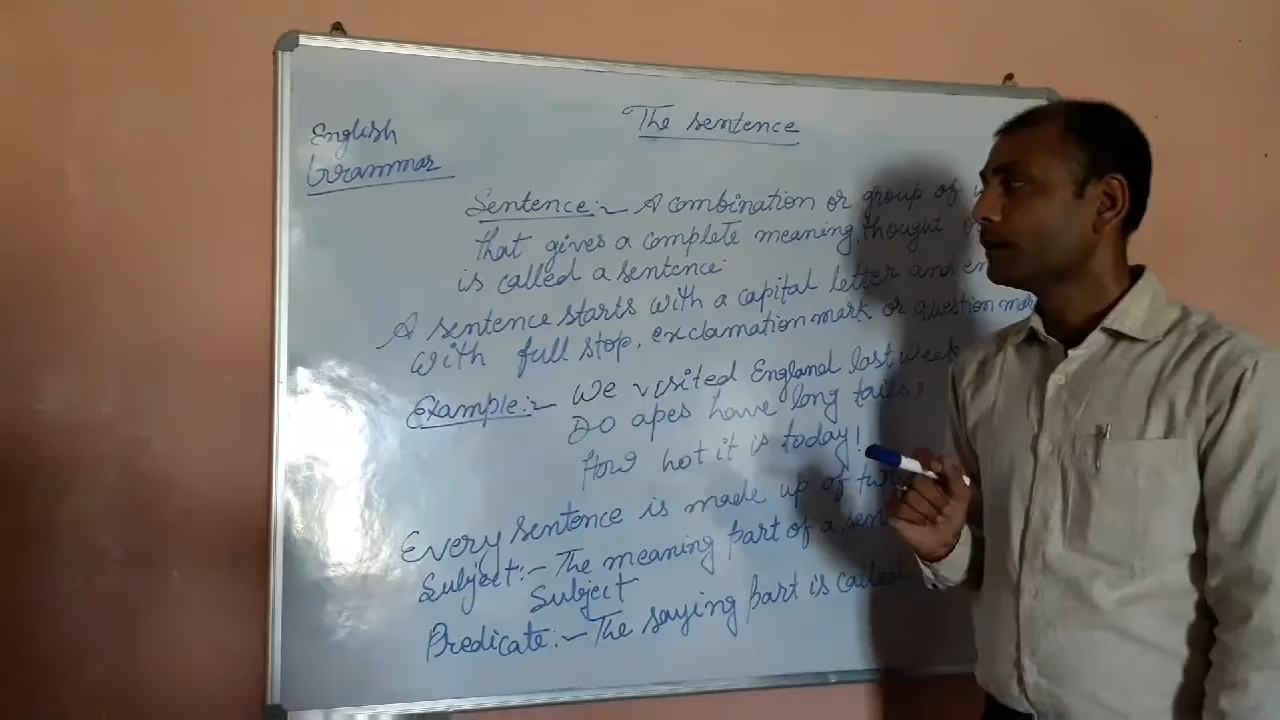 The sentence
English
Grammar
Sentence:- A combination or group of
that gives a complete meaning, thought
is called a sentence.
A sentence starts with a capital letter and
with full stop, exclamation mark or question
Example:- We visited England last week
Do apes have long tails?
How hot it is today!
Every sentence is made up of
Subject:- The meaning part of a
Subject
Predicate:- The saying part is called